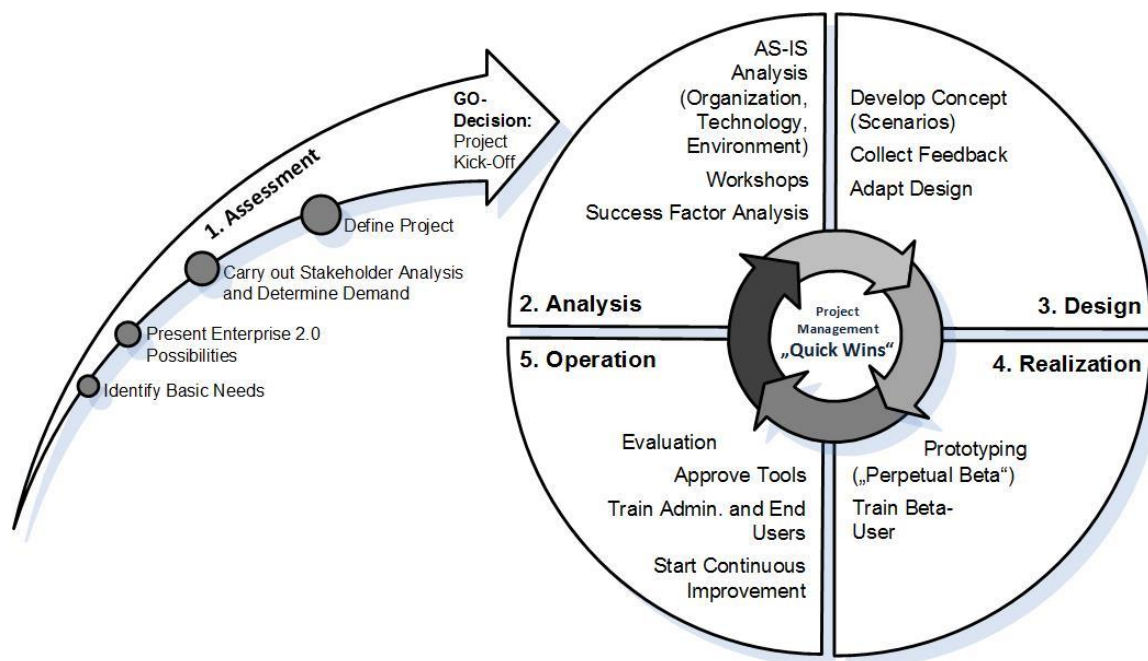 1. Assessment
GO-
Decision:
Project
Kick-Off
Define Project
Carry out Stakeholder Analysis
and Determine Demand
Present Enterprise 2.0
Possibilities
Identify Basic Needs
AS-IS
Analysis
(Organization,
Technology,
Environment)
Workshops
Success Factor Analysis
2. Analysis
Develop Concept
(Scenarios)
Collect Feedback
Adapt Design
3. Design
Project
Management
„Quick Wins“
4. Realization
Prototyping
(„Perpetual Beta“)
Train Beta-
User
5. Operation
Evaluation
Approve Tools
Train Admin. and End
Users
Start Continuous
Improvement